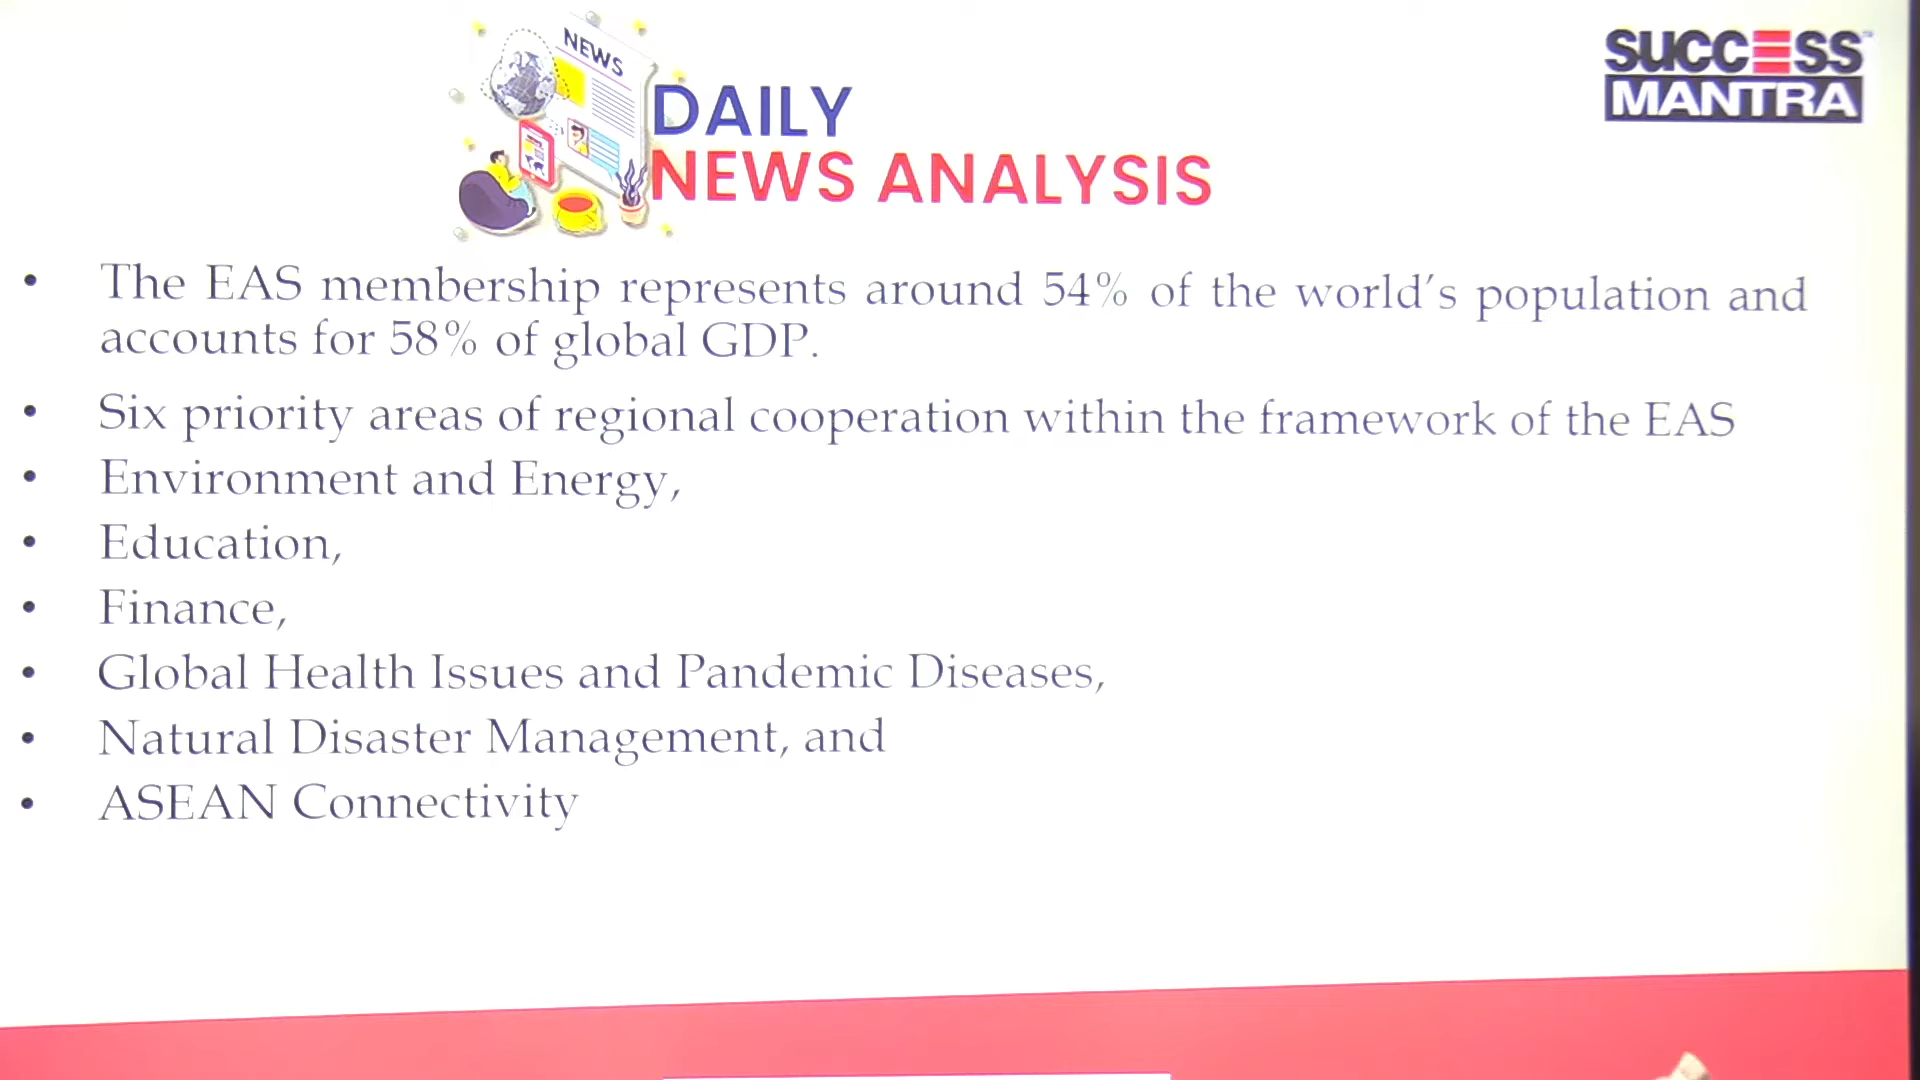 NEWS
SUCCESS
MANTRA
DAILY
NEWS ANALYSIS
• The EAS membership represents around 54% of the world's population and
accounts for 58% of global GDP.
• Six priority areas of regional cooperation within the framework of the EAS
• Environment and Energy,
• Education,
• Finance,
• Global Health Issues and Pandemic Diseases,
• Natural Disaster Management, and
• ASEAN Connectivity